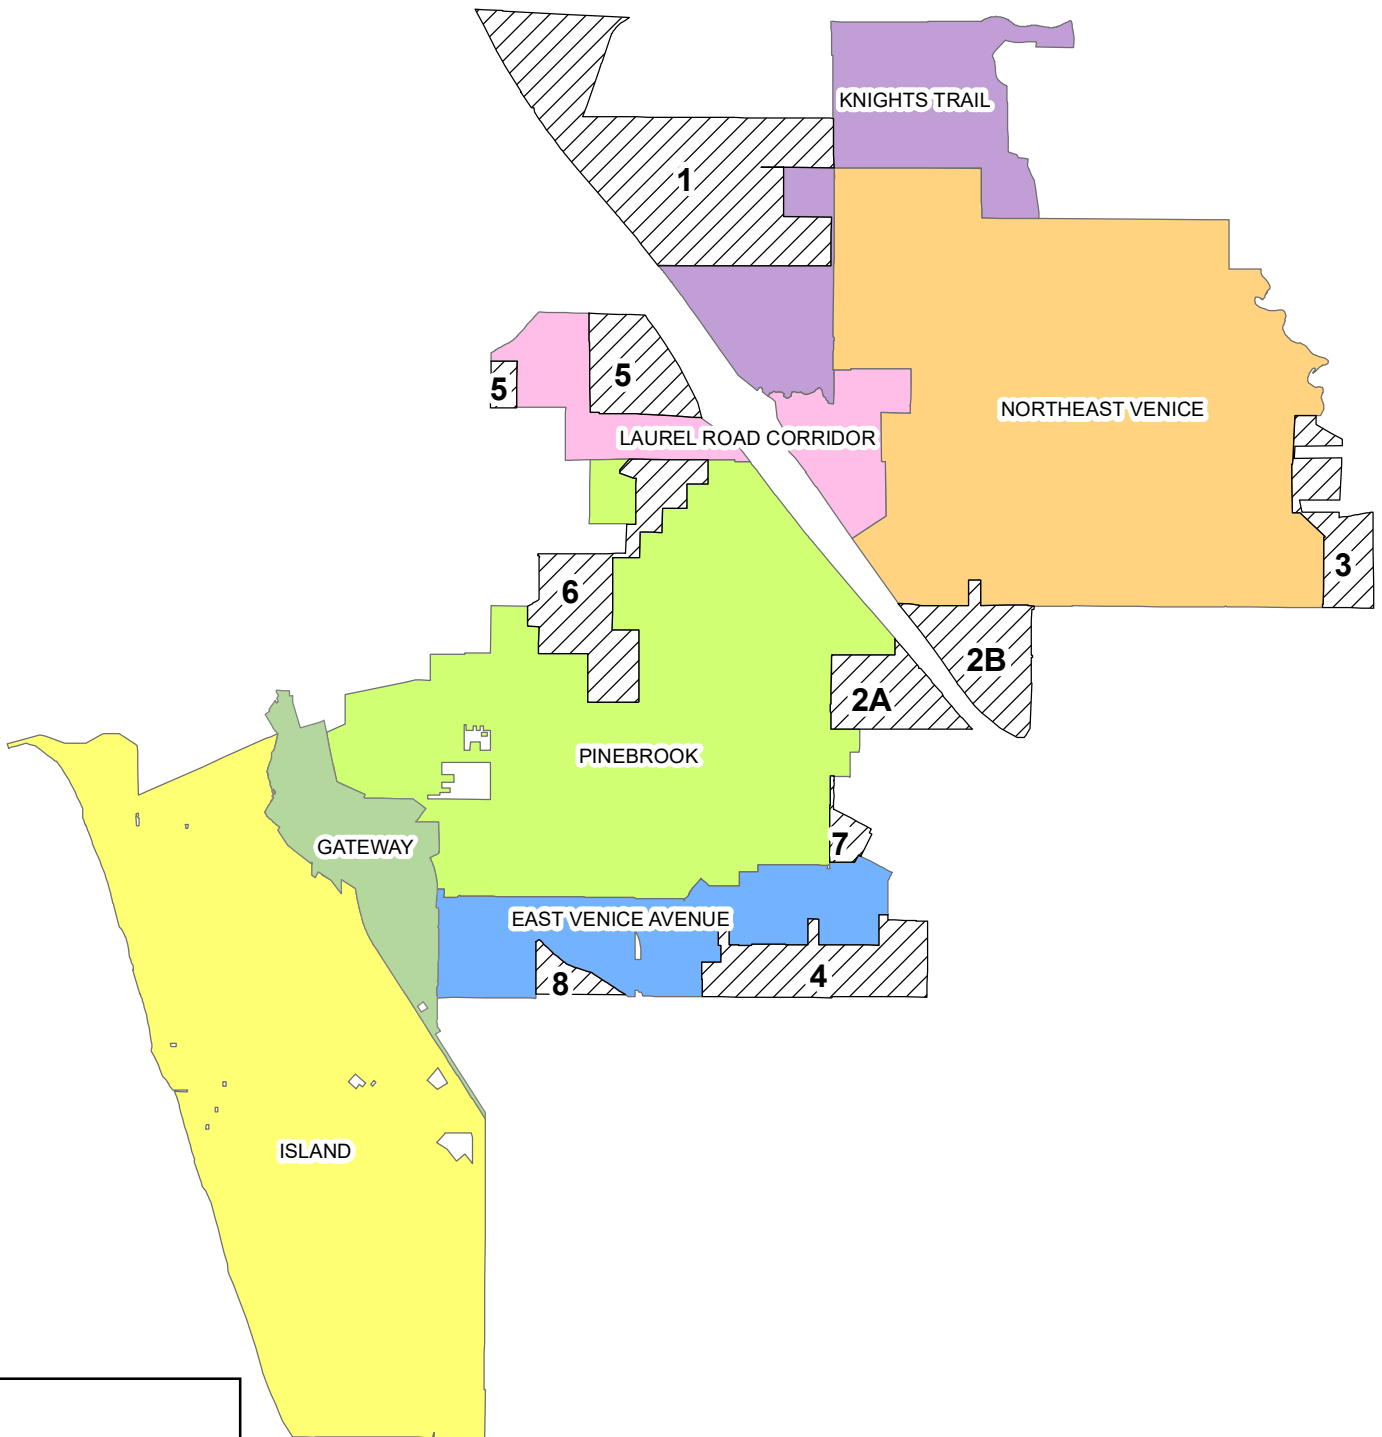 KNIGHTS TRAIL
1
5
5
NORTHEAST VENICE
LAUREL ROAD CORRIDOR
3
6
2B
2A
PINEBROOK
7
GATEWAY
EAST VENICE AVENUE
4
8
ISLAND